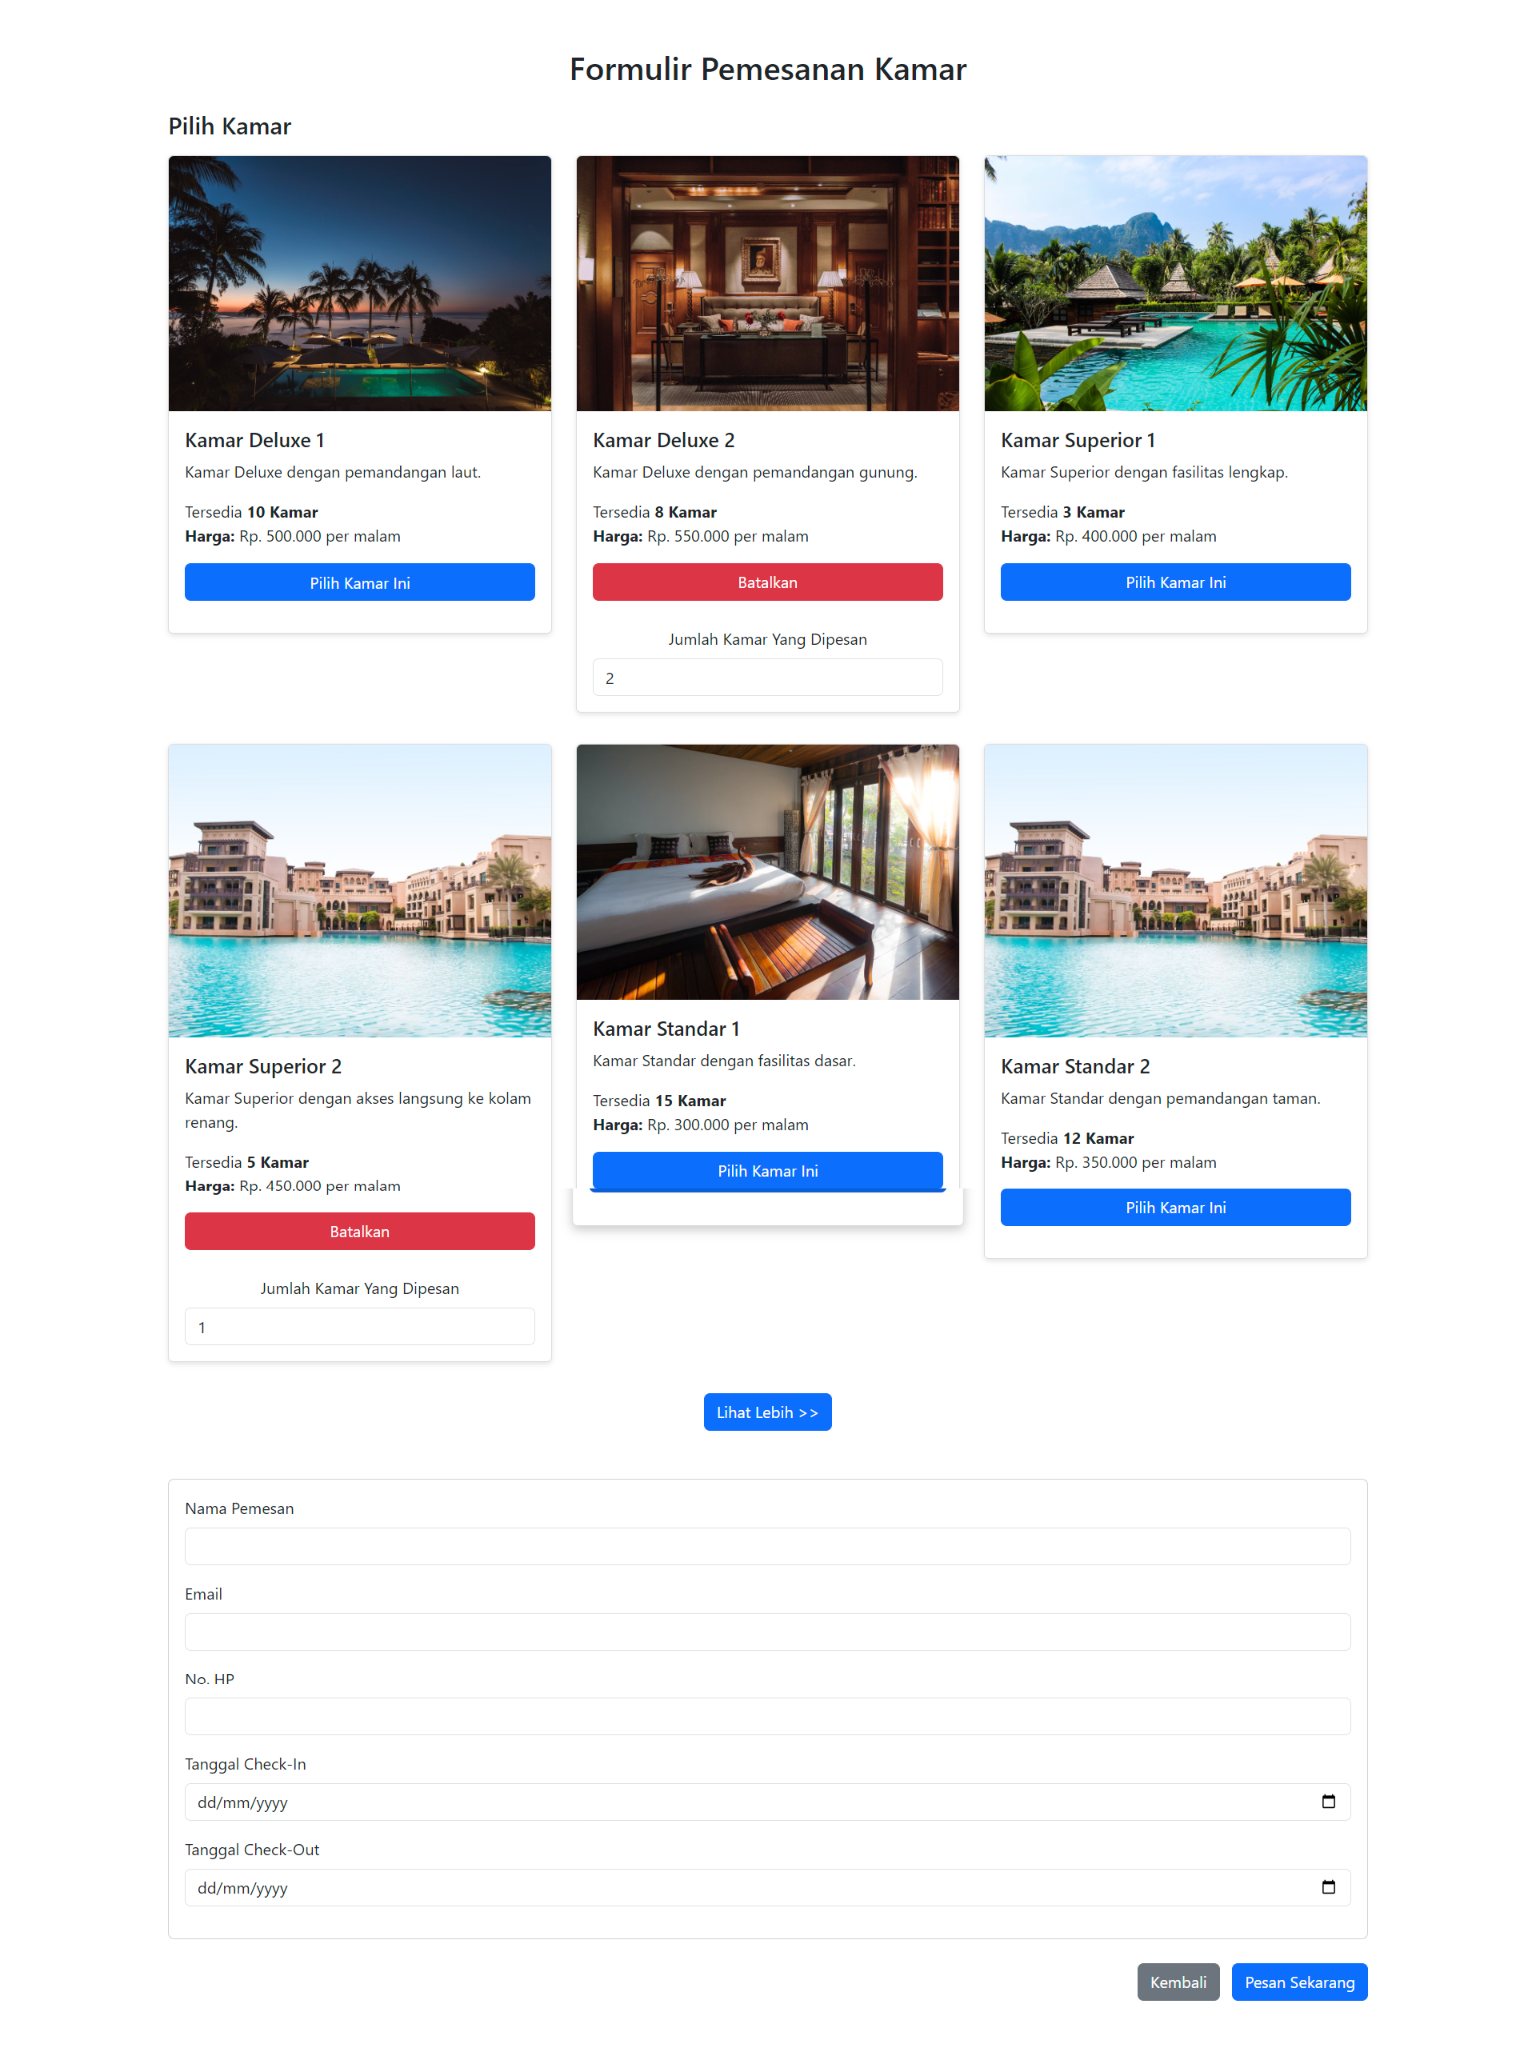 Formulir Pemesanan Kamar
Pilih Kamar
Kamar Deluxe 1
Kamar Deluxe dengan pemandangan laut.
Tersedia 10 Kamar
Harga: Rp. 500.000 per malam
Pilih Kamar Ini
Kamar Deluxe 2
Kamar Deluxe dengan pemandangan gunung.
Tersedia 8 Kamar
Harga: Rp. 550.000 per malam
Batalkan
Jumlah Kamar Yang Dipesan
2
Kamar Superior 1
Kamar Superior dengan fasilitas lengkap.
Tersedia 3 Kamar
Harga: Rp. 400.000 per malam
Pilih Kamar Ini
Kamar Superior 2
Kamar Superior dengan akses langsung ke kolam
renang.
Tersedia 5 Kamar
Harga: Rp. 450.000 per malam
Batalkan
Jumlah Kamar Yang Dipesan
1
Kamar Standar 1
Kamar Standar dengan fasilitas dasar.
Tersedia 15 Kamar
Harga: Rp. 300.000 per malam
Pilih Kamar Ini
Kamar Standar 2
Kamar Standar dengan pemandangan taman.
Tersedia 12 Kamar
Harga: Rp. 350.000 per malam
Pilih Kamar Ini
Lihat Lebih >>
Nama Pemesan
Email
No. HP
Tanggal Check-In
dd/mm/yyyy
Tanggal Check-Out
dd/mm/yyyy
Kembali
Pesan Sekarang